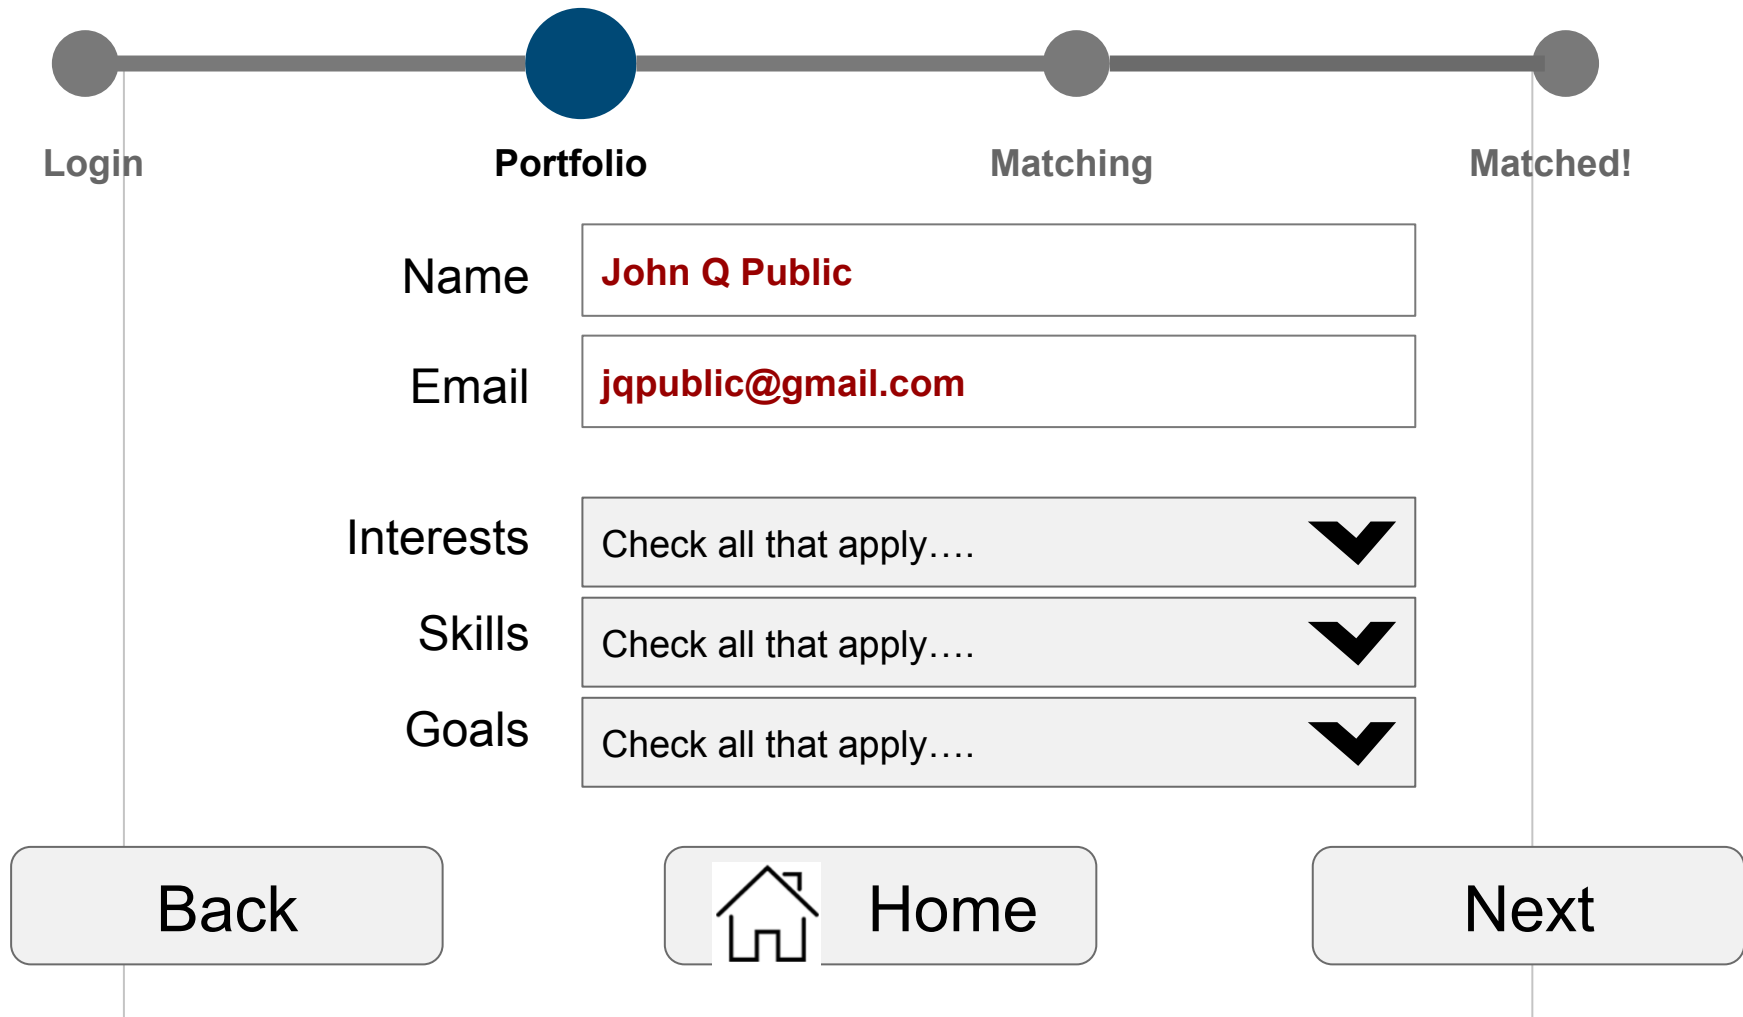 Login Portfolio Matching Matched!
Name John Q Public
Email jqpublic@gmail.com
Interests Check all that apply….
Skills Check all that apply….
Goals Check all that apply….
Back Home Next